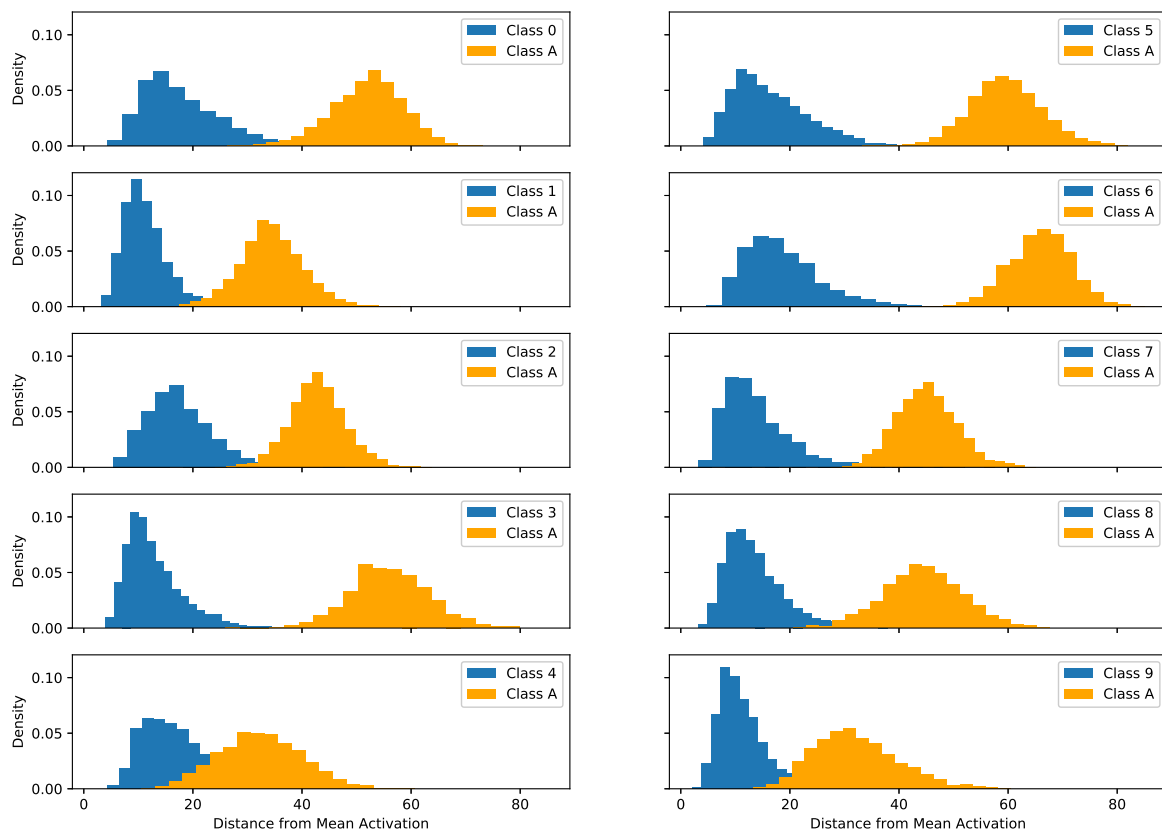 Density
0.10
0.05
0.00
Class 0
Class A
Class 5
Class A
Density
0.10
0.05
0.00
Class 1
Class A
Class 6
Class A
Density
0.10
0.05
0.00
Class 2
Class A
Class 7
Class A
Density
0.10
0.05
0.00
Class 3
Class A
Class 8
Class A
Density
0.10
0.05
0.00
Class 4
Class A
Class 9
Class A
0 20 40 60 80
0 20 40 60 80
Distance from Mean Activation
Distance from Mean Activation